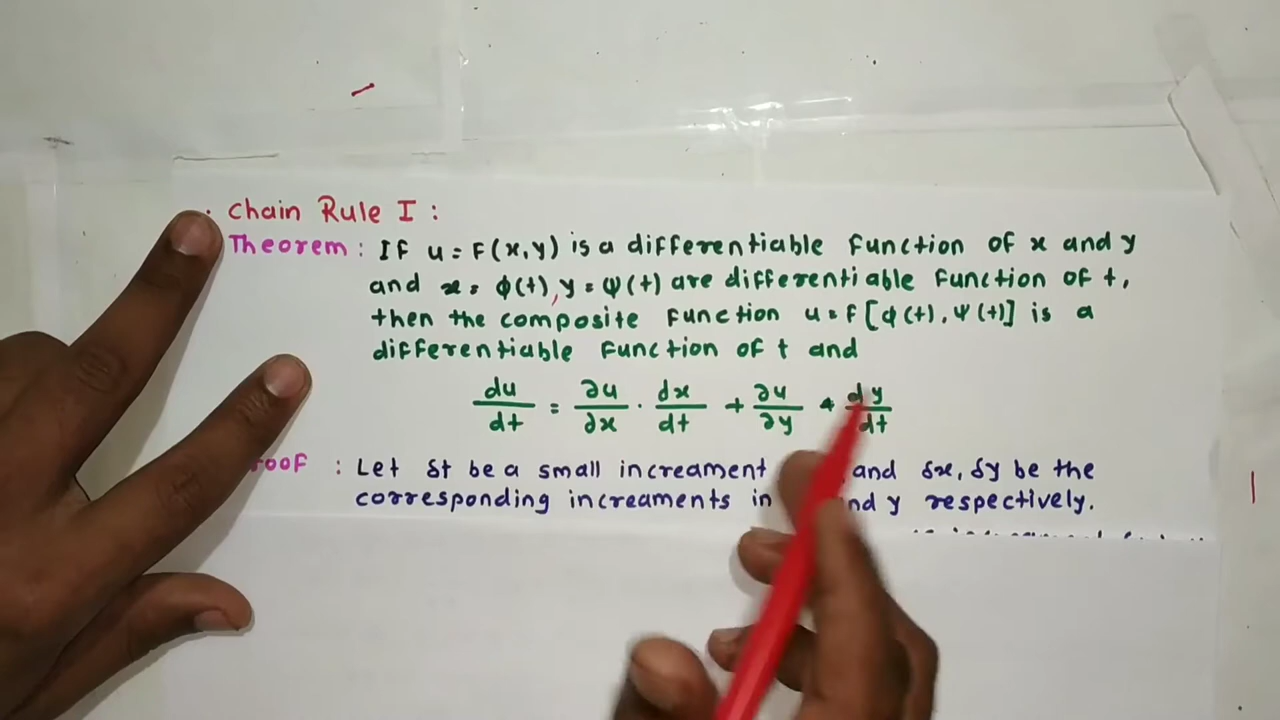 Chain Rule I :
Theorem : If u = F(x, y) is a differentiable function of x and y
and x = φ(t), y = ψ(t) are differentiable function of t,
then the composite function u = f[φ(t), ψ(t)] is a
differentiable function of t and
du/dt = ∂u/∂x · dx/dt + ∂u/∂y · dy/dt
: Let δt be a small increament and δx, δy be the
corresponding increaments in y respectively.